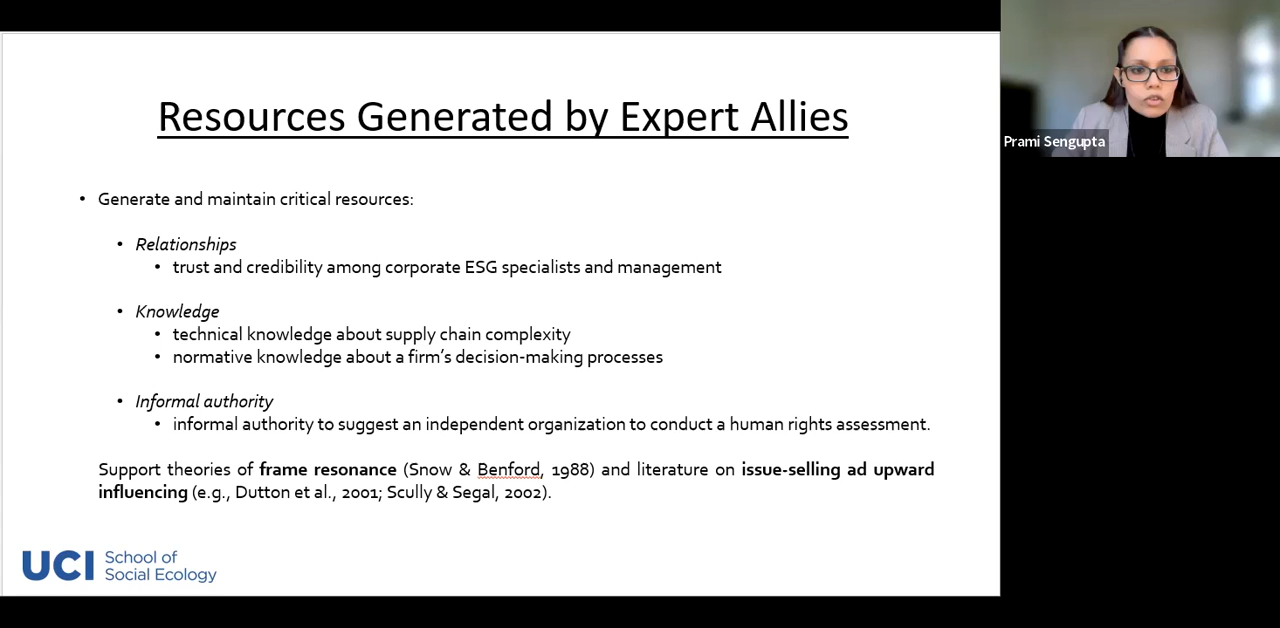 Resources Generated by Expert Allies
Prami Sengupta
• Generate and maintain critical resources:
• Relationships
• trust and credibility among corporate ESG specialists and management
• Knowledge
• technical knowledge about supply chain complexity
• normative knowledge about a firm's decision-making processes
• Informal authority
• informal authority to suggest an independent organization to conduct a human rights assessment.
Support theories of frame resonance (Snow & Benford, 1988) and literature on issue-selling ad upward
influencing (e.g., Dutton et al., 2001; Scully & Segal, 2002).
UCI School of
Social Ecology